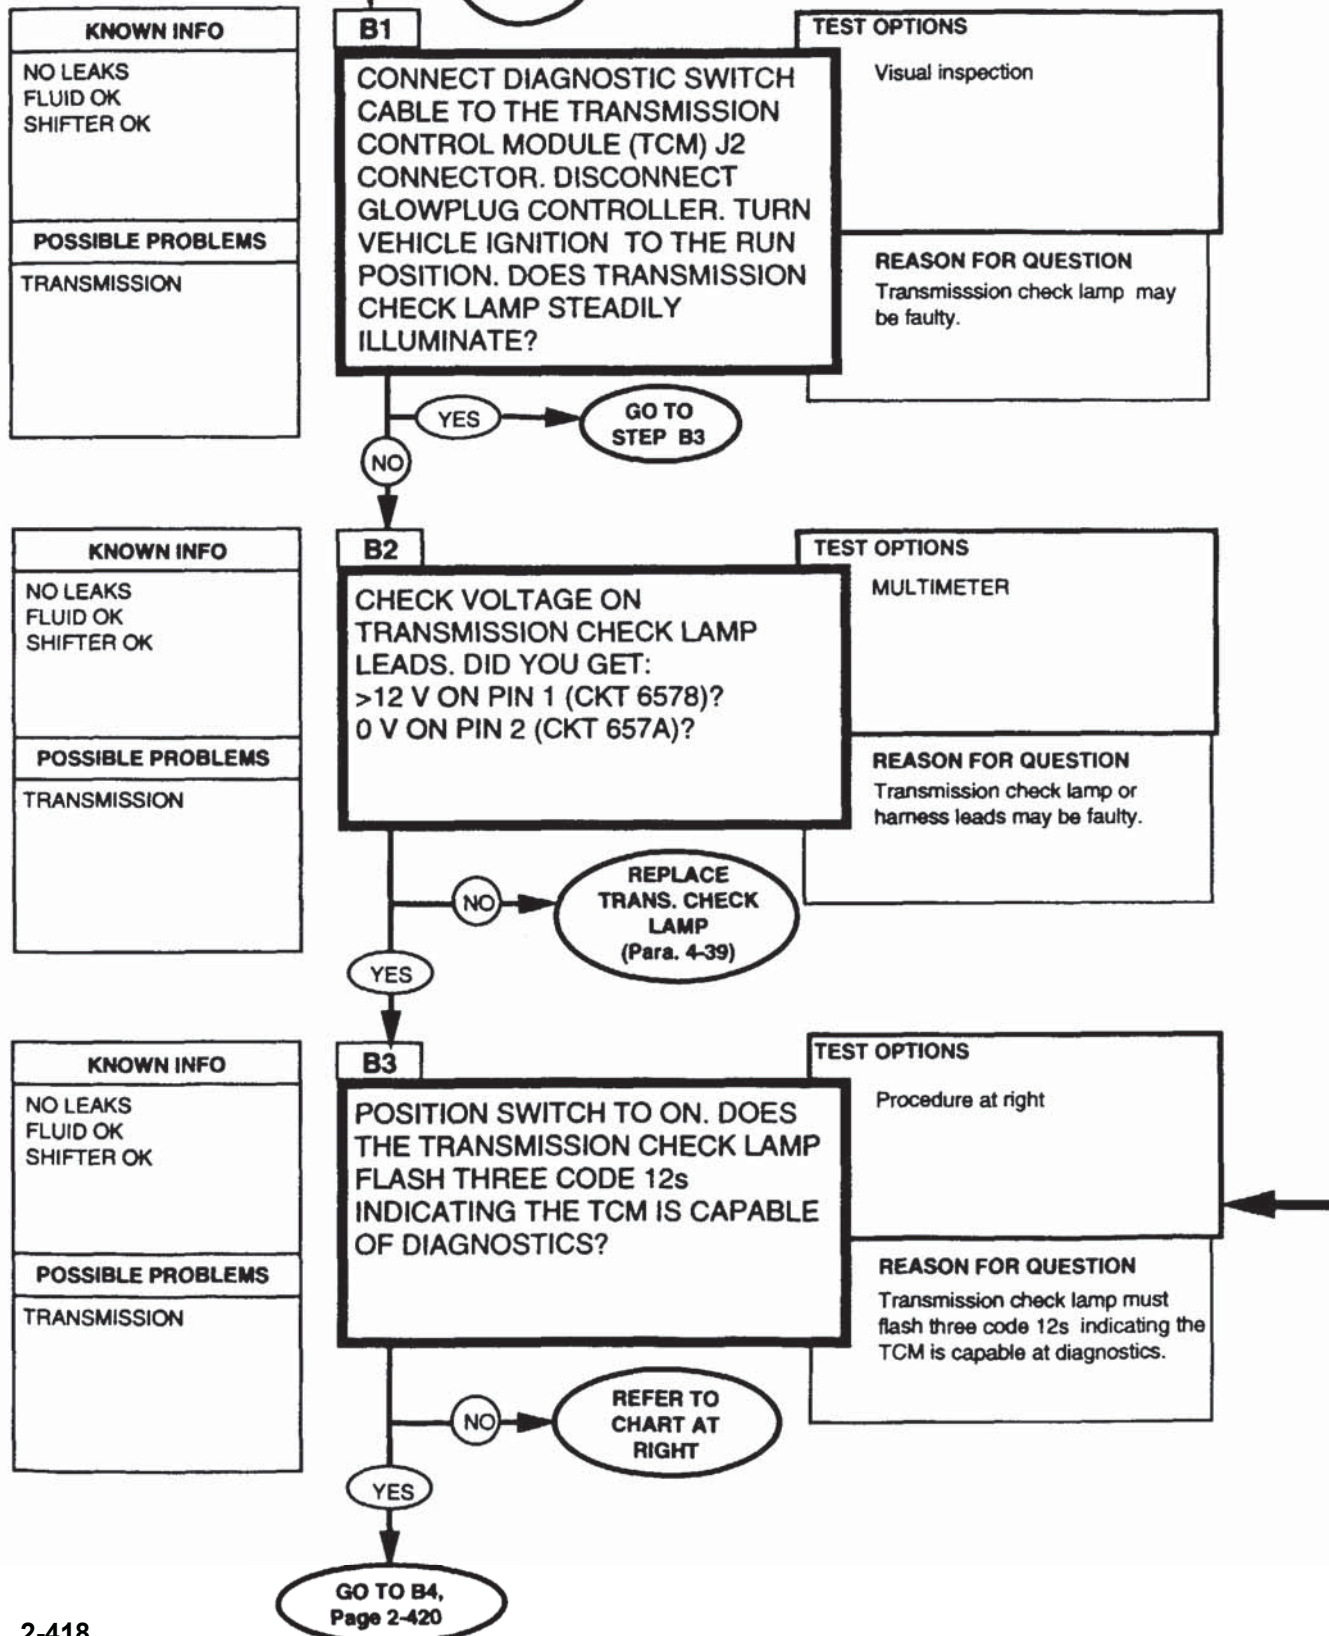 KNOWN INFO
NO LEAKS
FLUID OK
SHIFTER OK
POSSIBLE PROBLEMS
TRANSMISSION
B1
CONNECT DIAGNOSTIC SWITCH
CABLE TO THE TRANSMISSION
CONTROL MODULE (TCM) J2
CONNECTOR. DISCONNECT
GLOWPLUG CONTROLLER. TURN
VEHICLE IGNITION TO THE RUN
POSITION. DOES TRANSMISSION
CHECK LAMP STEADILY
ILLUMINATE?
TEST OPTIONS
Visual inspection
REASON FOR QUESTION
Transmisssion check lamp may
be faulty.
YES
GO TO
STEP B3
NO
KNOWN INFO
NO LEAKS
FLUID OK
SHIFTER OK
POSSIBLE PROBLEMS
TRANSMISSION
B2
CHECK VOLTAGE ON
TRANSMISSION CHECK LAMP
LEADS. DID YOU GET:
>12 V ON PIN 1 (CKT 6578)?
0 V ON PIN 2 (CKT 657A)?
TEST OPTIONS
MULTIMETER
REASON FOR QUESTION
Transmission check lamp or
harness leads may be faulty.
NO
REPLACE
TRANS. CHECK
LAMP
(Para. 4-39)
YES
KNOWN INFO
NO LEAKS
FLUID OK
SHIFTER OK
POSSIBLE PROBLEMS
TRANSMISSION
B3
POSITION SWITCH TO ON. DOES
THE TRANSMISSION CHECK LAMP
FLASH THREE CODE 12s
INDICATING THE TCM IS CAPABLE
OF DIAGNOSTICS?
TEST OPTIONS
Procedure at right
REASON FOR QUESTION
Transmission check lamp must
flash three code 12s indicating the
TCM is capable at diagnostics.
NO
REFER TO
CHART AT
RIGHT
YES
GO TO B4,
Page 2-420
2-418